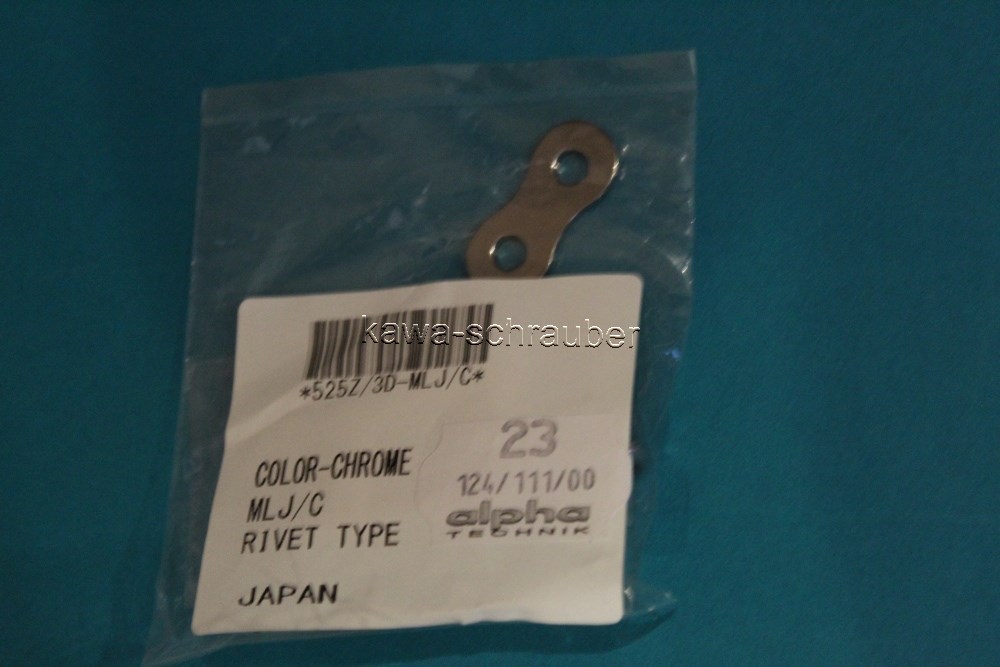 kawa-schrauber
*525Z/3D-MLJ/C*
23
124/111/00
alpha
TECHNIK
COLOR-CHROME
MLJ/C
RIVET TYPE
JAPAN